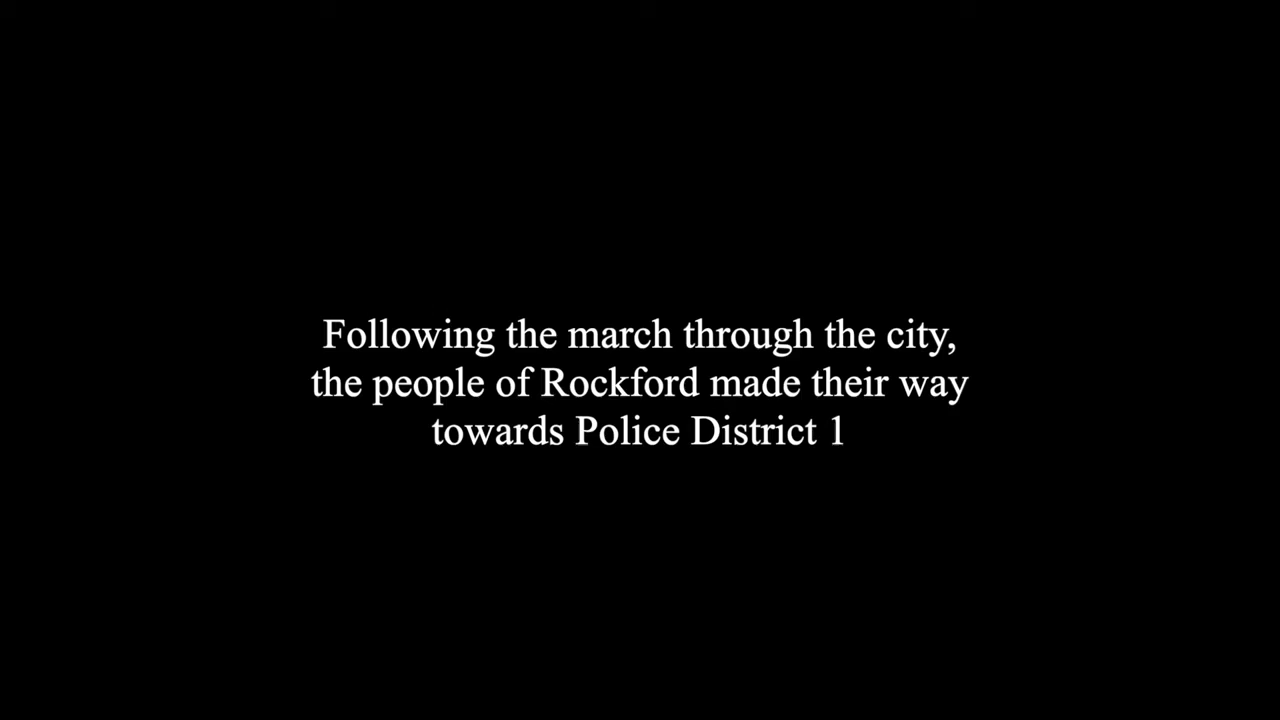 Following the march through the city,
the people of Rockford made their way
towards Police District 1